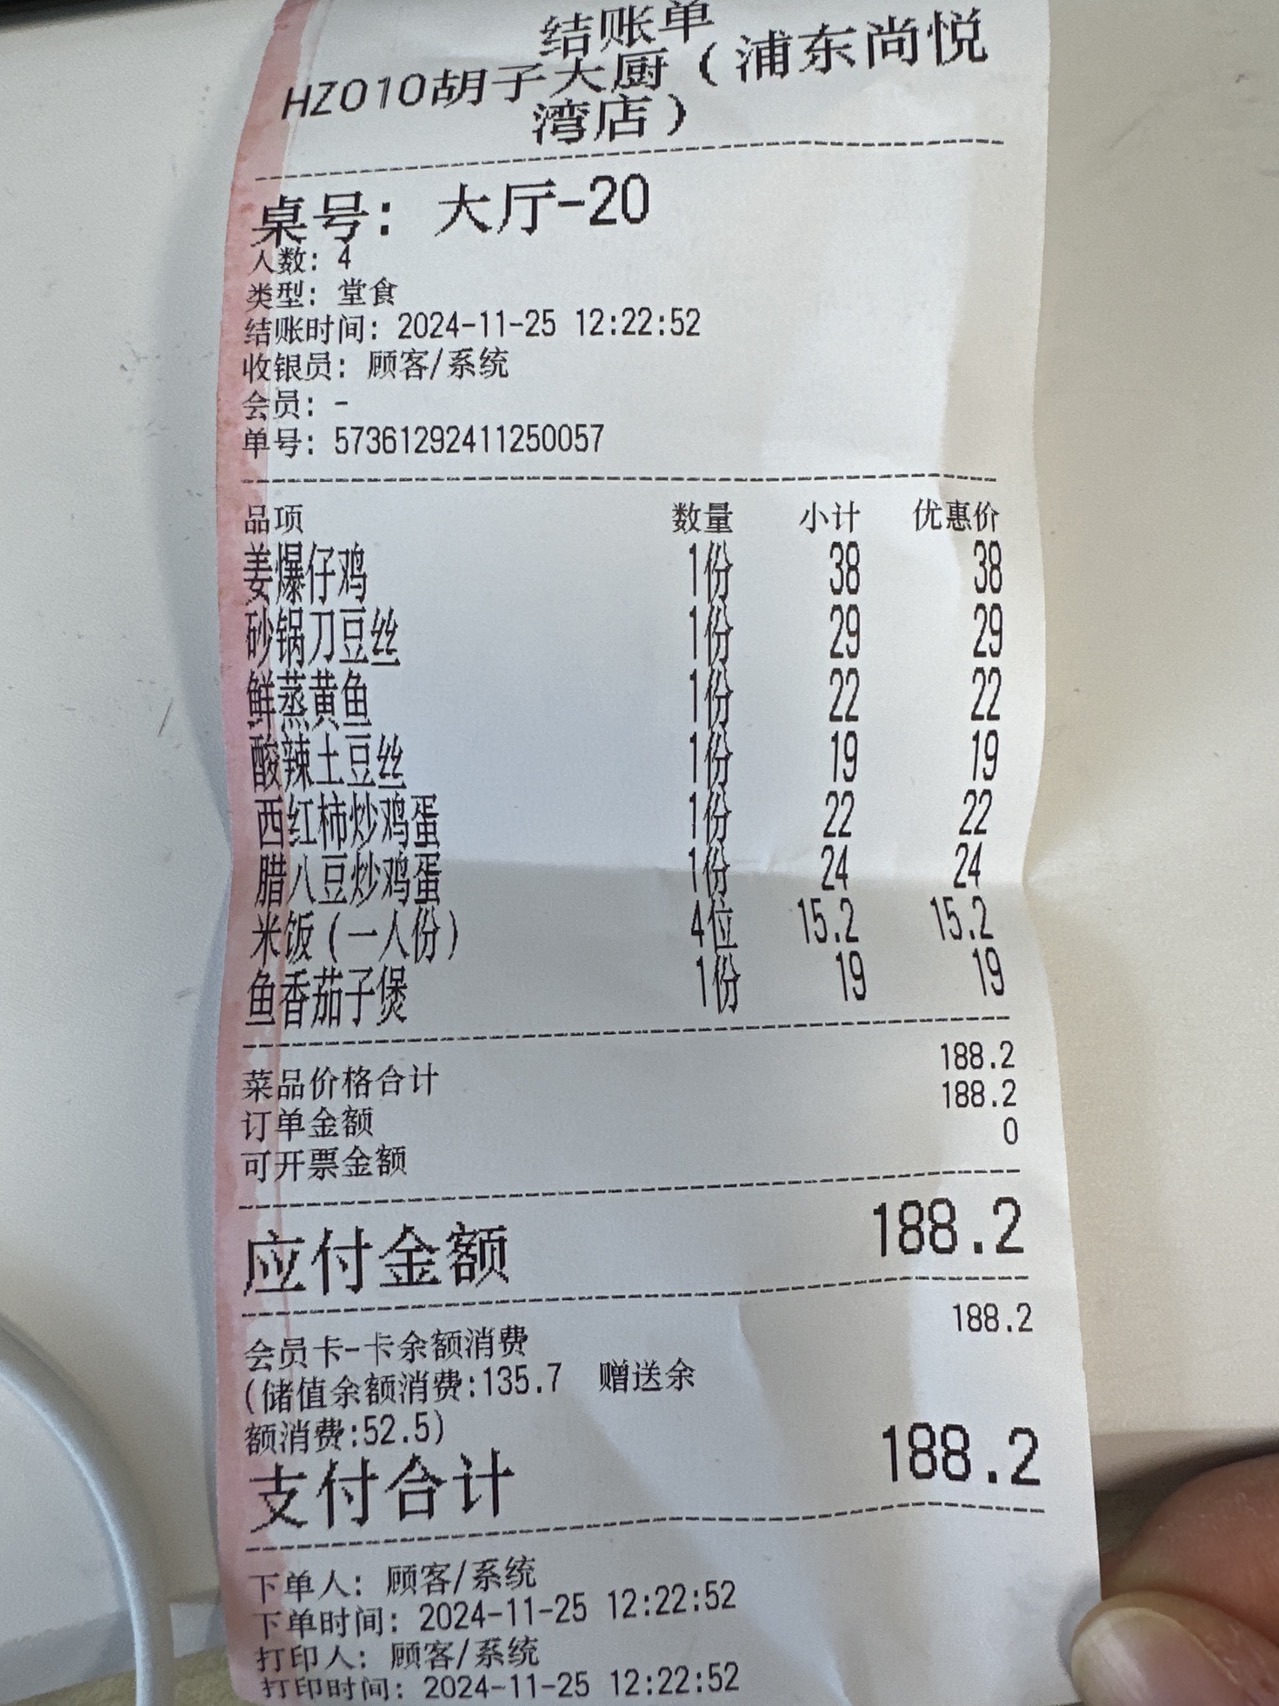 结账单
HZ010胡子大厨（浦东尚悦
湾店）
桌号：大厅-20
人数：4
类型：堂食
结账时间：2024-11-25 12:22:52
收银员：顾客/系统
会员：-
单号：57361292411250057
品项 数量 小计 优惠价
姜爆仔鸡 1份 38 38
砂锅刀豆丝 1份 29 29
鲜蒸黄鱼 1份 22 22
酸辣土豆丝 1份 19 19
西红柿炒鸡蛋 1份 22 22
腊八豆炒鸡蛋 1份 24 24
米饭（一人份） 4位 15.2 15.2
鱼香茄子煲 1份 19 19
菜品价格合计 188.2
订单金额 188.2
可开票金额 0
应付金额 188.2
会员卡-卡余额消费 188.2
(储值余额消费:135.7 赠送余
额消费:52.5)
支付合计 188.2
下单人：顾客/系统
下单时间：2024-11-25 12:22:52
打印人：顾客/系统
打印时间：2024-11-25 12:22:52